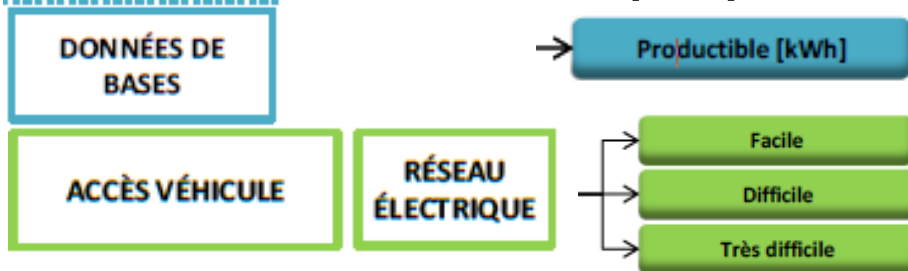 DONNÉES DE
BASES
Productible [kWh]
ACCÈS VÉHICULE
RÉSEAU
ÉLECTRIQUE
Facile
Difficile
Très difficile